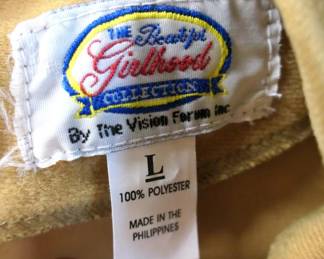 THE Beautiful
Girlhood
COLLECTION
By The Vision Forum inc
L
100% POLYESTER
MADE IN THE
PHILIPPINES